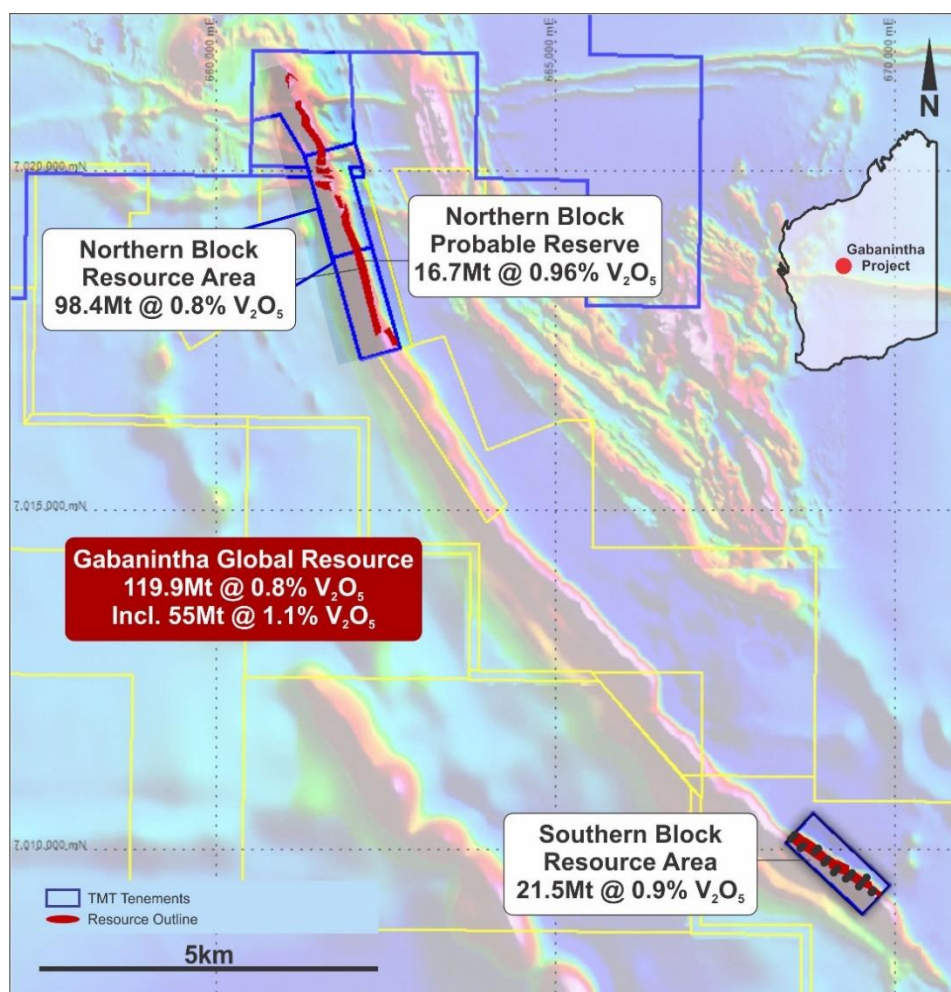 660,000 mE
665,000 mE
670,000 mE
N
7,020,000 mN
Northern Block
Resource Area
98.4Mt @ 0.8% V₂O₅
Northern Block
Probable Reserve
16.7Mt @ 0.96% V₂O₅
Gabanintha
Project
7,015,000 mN
Gabanintha Global Resource
119.9Mt @ 0.8% V₂O₅
Incl. 55Mt @ 1.1% V₂O₅
7,010,000 mN
Southern Block
Resource Area
21.5Mt @ 0.9% V₂O₅
TMT Tenements
Resource Outline
5km